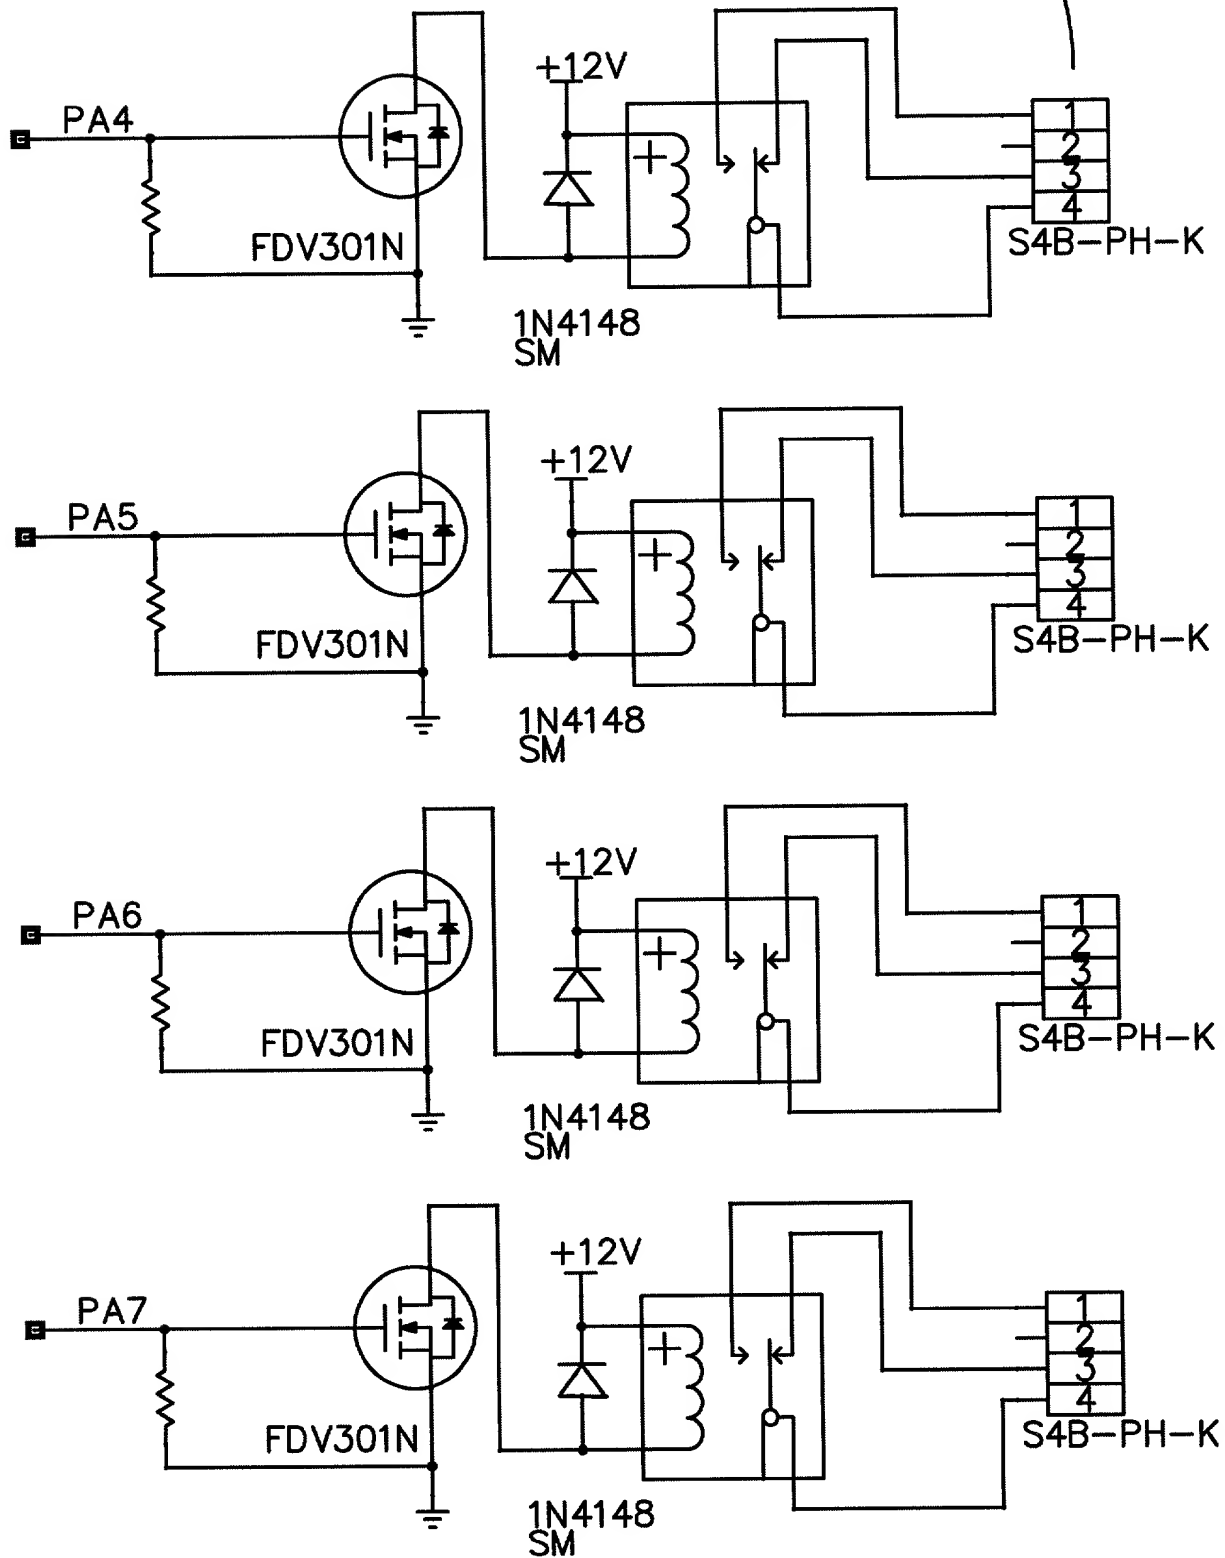 PA4
+12V
+
1
2
3
4
FDV301N
S4B-PH-K
1N4148
SM
PA5
+12V
+
1
2
3
4
FDV301N
S4B-PH-K
1N4148
SM
PA6
+12V
+
1
2
3
4
FDV301N
S4B-PH-K
1N4148
SM
PA7
+12V
+
1
2
3
4
FDV301N
S4B-PH-K
1N4148
SM